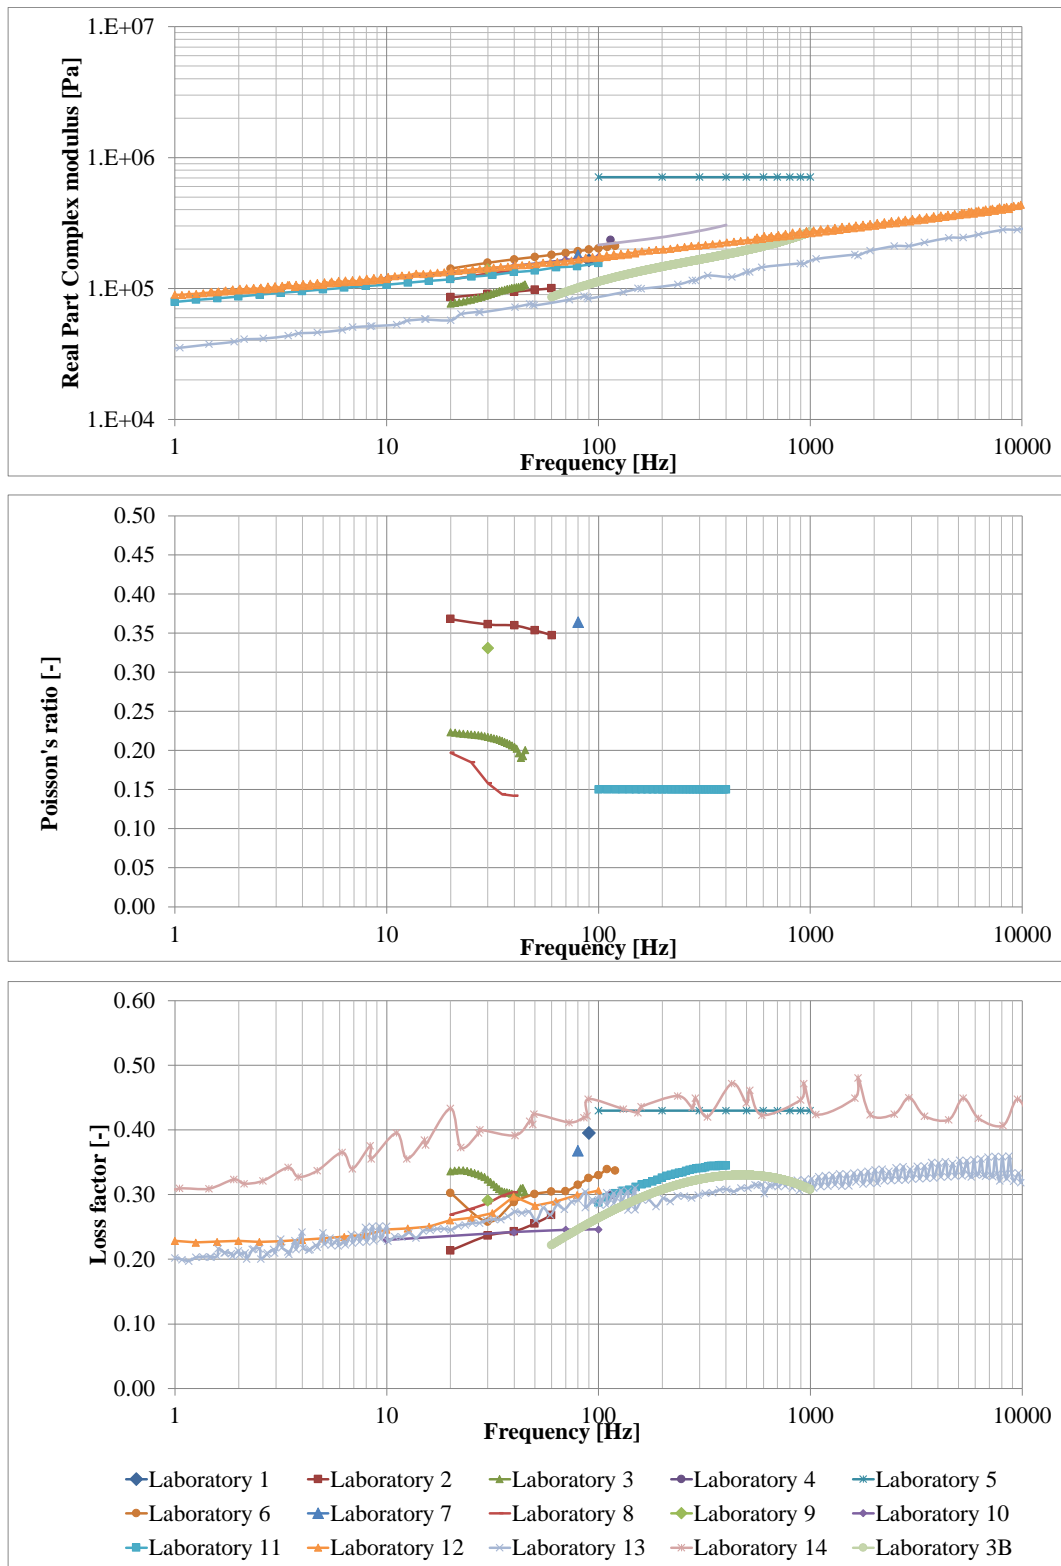 1.E+07
1.E+06
1.E+05
1.E+04
Real Part Complex modulus [Pa]
1 10 100 1000 10000
Frequency [Hz]
0.50
0.45
0.40
0.35
0.30
0.25
0.20
0.15
0.10
0.05
0.00
Poisson's ratio [-]
1 10 100 1000 10000
Frequency [Hz]
0.60
0.50
0.40
0.30
0.20
0.10
0.00
Loss factor [-]
1 10 100 1000 10000
Frequency [Hz]
Laboratory 1 Laboratory 2 Laboratory 3 Laboratory 4 Laboratory 5
Laboratory 6 Laboratory 7 Laboratory 8 Laboratory 9 Laboratory 10
Laboratory 11 Laboratory 12 Laboratory 13 Laboratory 14 Laboratory 3B